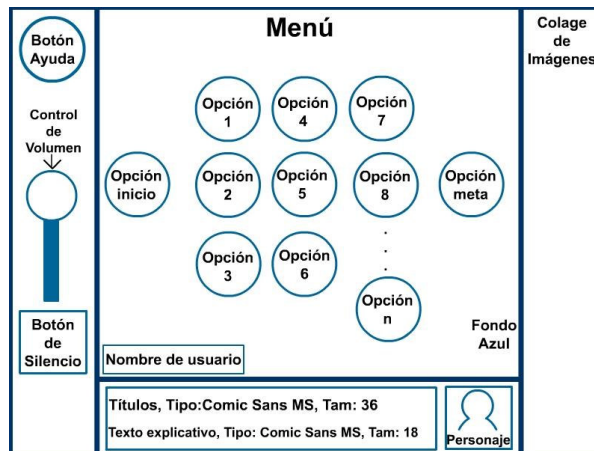 Botón
Ayuda
Control
de
Volumen
Botón
de
Silencio
Menú
Opción
1
Opción
4
Opción
7
Opción
inicio
Opción
2
Opción
5
Opción
8
Opción
meta
Opción
3
Opción
6
Opción
n
Fondo
Azul
Nombre de usuario
Títulos, Tipo:Comic Sans MS, Tam: 36
Texto explicativo, Tipo: Comic Sans MS, Tam: 18
Personaje
Colage
de
Imágenes